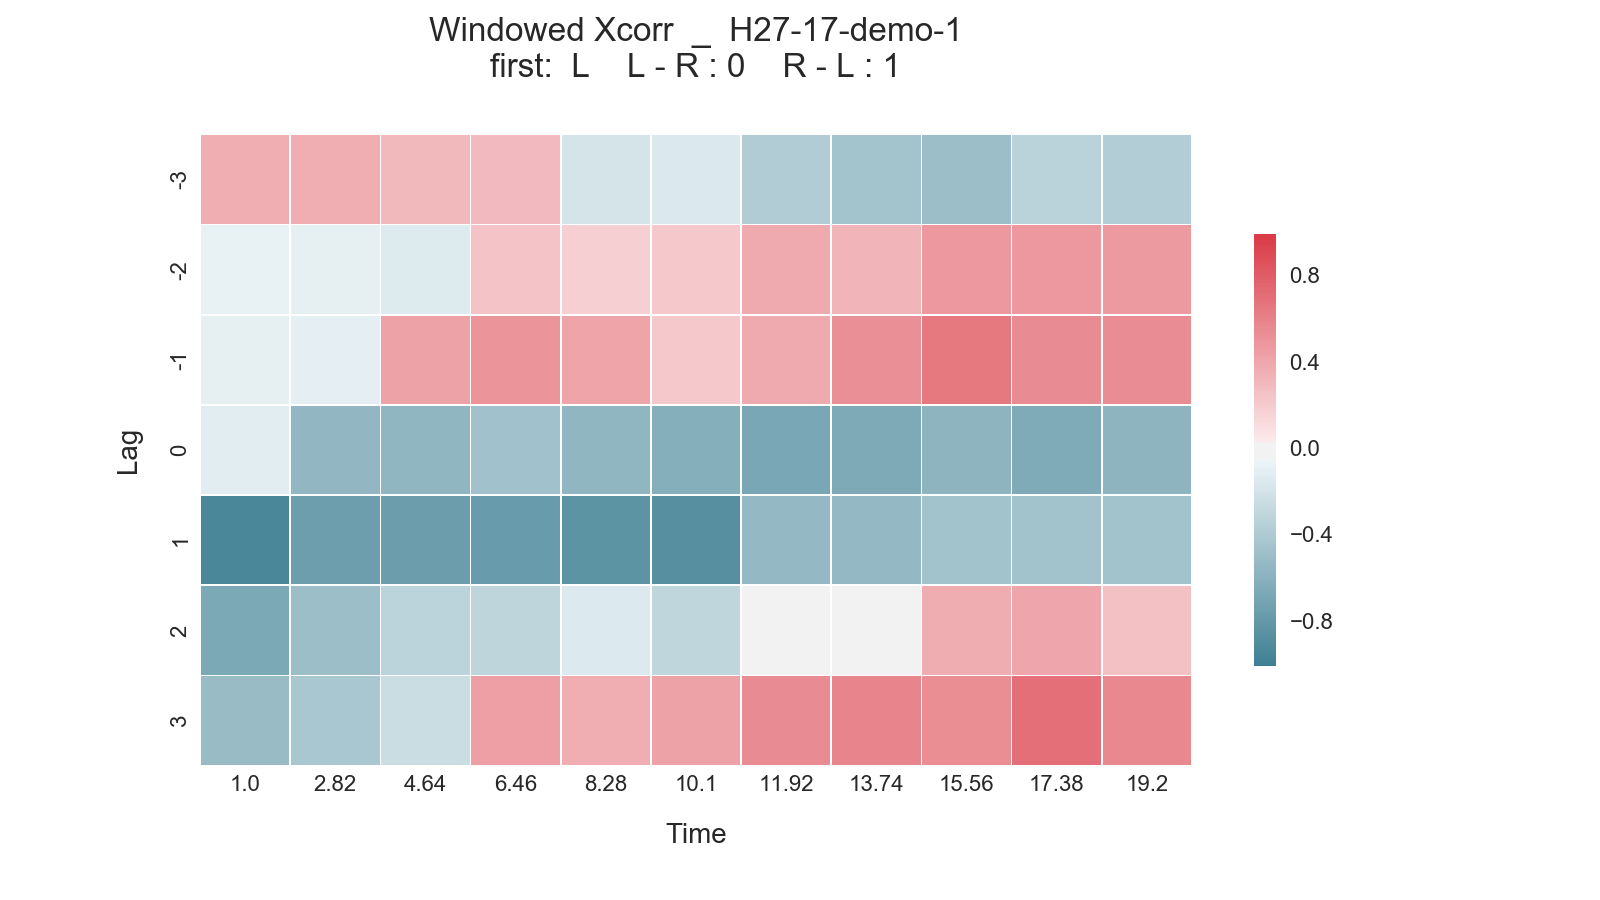 Windowed Xcorr _ H27-17-demo-1
first: L L - R : 0 R - L : 1
Lag
-3
-2
-1
0
1
2
3
1.0 2.82 4.64 6.46 8.28 10.1 11.92 13.74 15.56 17.38 19.2
Time
0.8
0.4
0.0
−0.4
−0.8